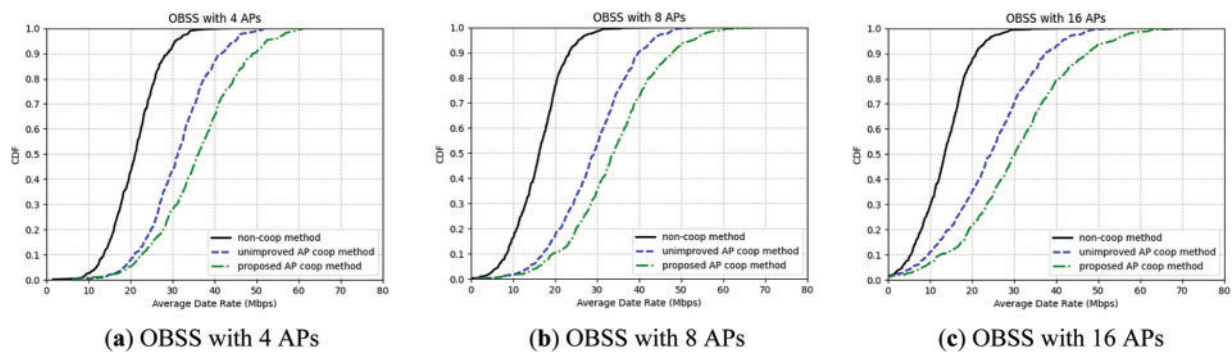 OBSS with 4 APs
1.0
0.9
0.8
0.7
0.6
0.5
0.4
0.3
0.2
0.1
0.0
CDF
non-coop method
unimproved AP coop method
proposed AP coop method
0 10 20 30 40 50 60 70 80
Average Date Rate (Mbps)
(a) OBSS with 4 APs
OBSS with 8 APs
1.0
0.9
0.8
0.7
0.6
0.5
0.4
0.3
0.2
0.1
0.0
CDF
non-coop method
unimproved AP coop method
proposed AP coop method
0 10 20 30 40 50 60 70 80
Average Date Rate (Mbps)
(b) OBSS with 8 APs
OBSS with 16 APs
1.0
0.9
0.8
0.7
0.6
0.5
0.4
0.3
0.2
0.1
0.0
CDF
non-coop method
unimproved AP coop method
proposed AP coop method
0 10 20 30 40 50 60 70 80
Average Date Rate (Mbps)
(c) OBSS with 16 APs